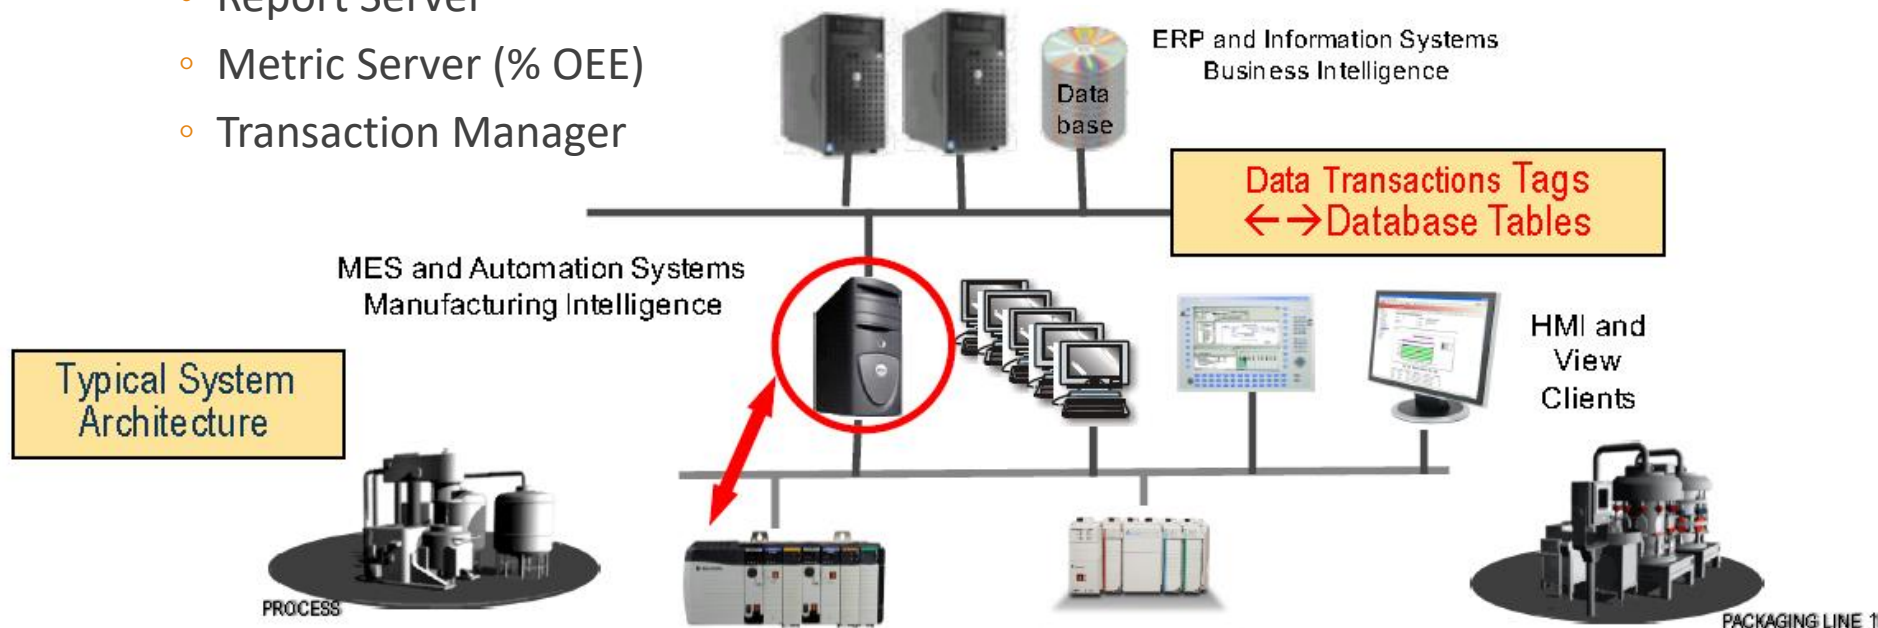 ◦ Report Server
◦ Metric Server (% OEE)
◦ Transaction Manager
ERP and Information Systems
Business Intelligence
Data
base
Data Transactions Tags
←→Database Tables
MES and Automation Systems
Manufacturing Intelligence
HMI and
View
Clients
Typical System
Architecture
PROCESS
PACKAGING LINE 1